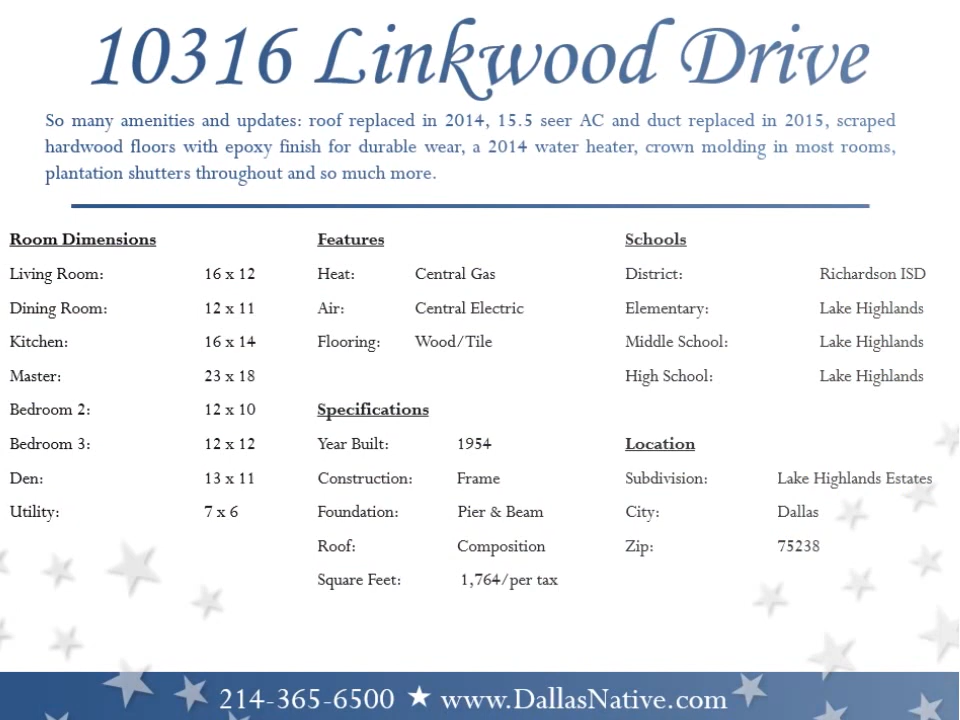 10316 Linkwood Drive
So many amenities and updates: roof replaced in 2014, 15.5 seer AC and duct replaced in 2015, scraped
hardwood floors with epoxy finish for durable wear, a 2014 water heater, crown molding in most rooms,
plantation shutters throughout and so much more.
Room Dimensions
Living Room: 16 x 12
Dining Room: 12 x 11
Kitchen: 16 x 14
Master: 23 x 18
Bedroom 2: 12 x 10
Bedroom 3: 12 x 12
Den: 13 x 11
Utility: 7 x 6
Features
Heat: Central Gas
Air: Central Electric
Flooring: Wood/Tile
Specifications
Year Built: 1954
Construction: Frame
Foundation: Pier & Beam
Roof: Composition
Square Feet: 1,764/per tax
Schools
District: Richardson ISD
Elementary: Lake Highlands
Middle School: Lake Highlands
High School: Lake Highlands
Location
Subdivision: Lake Highlands Estates
City: Dallas
Zip: 75238
214-365-6500 ★ www.DallasNative.com